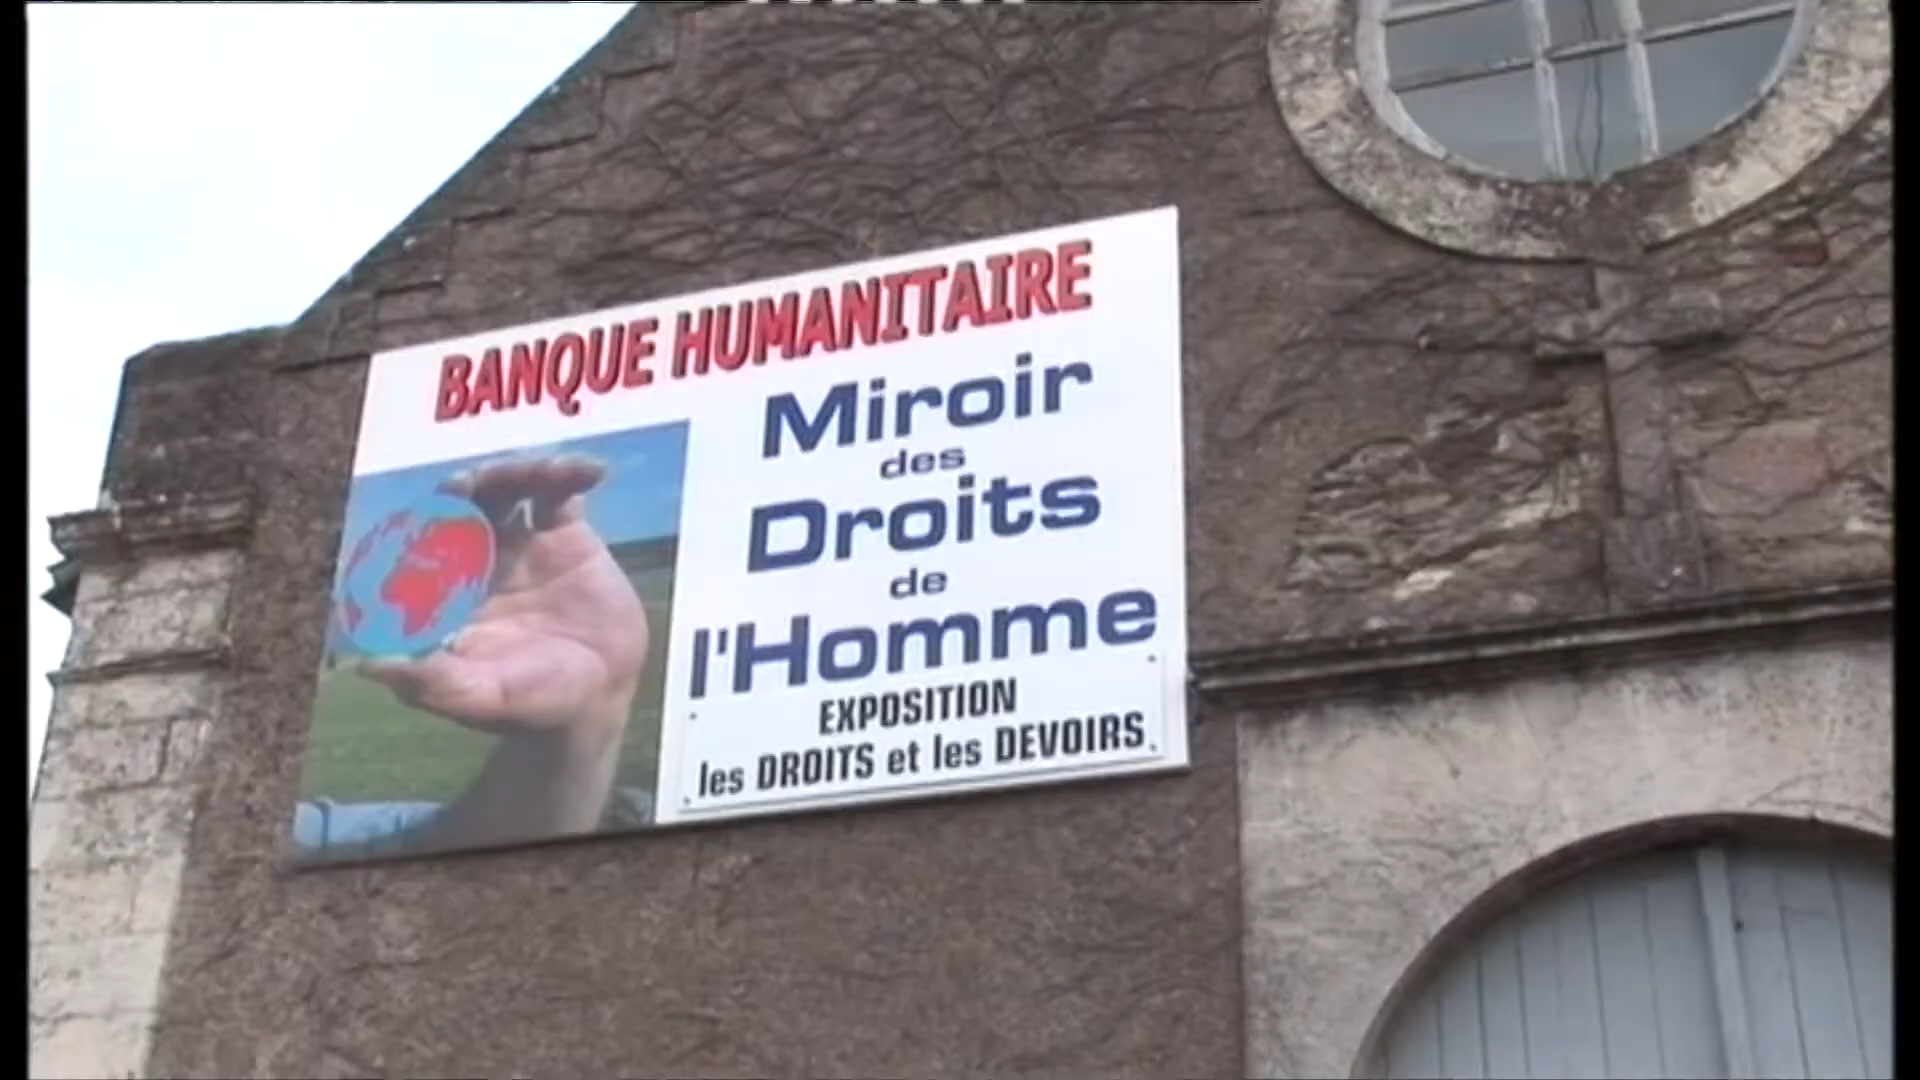 BANQUE HUMANITAIRE
Miroir
des
Droits
de
l'Homme
EXPOSITION
les DROITS et les DEVOIRS